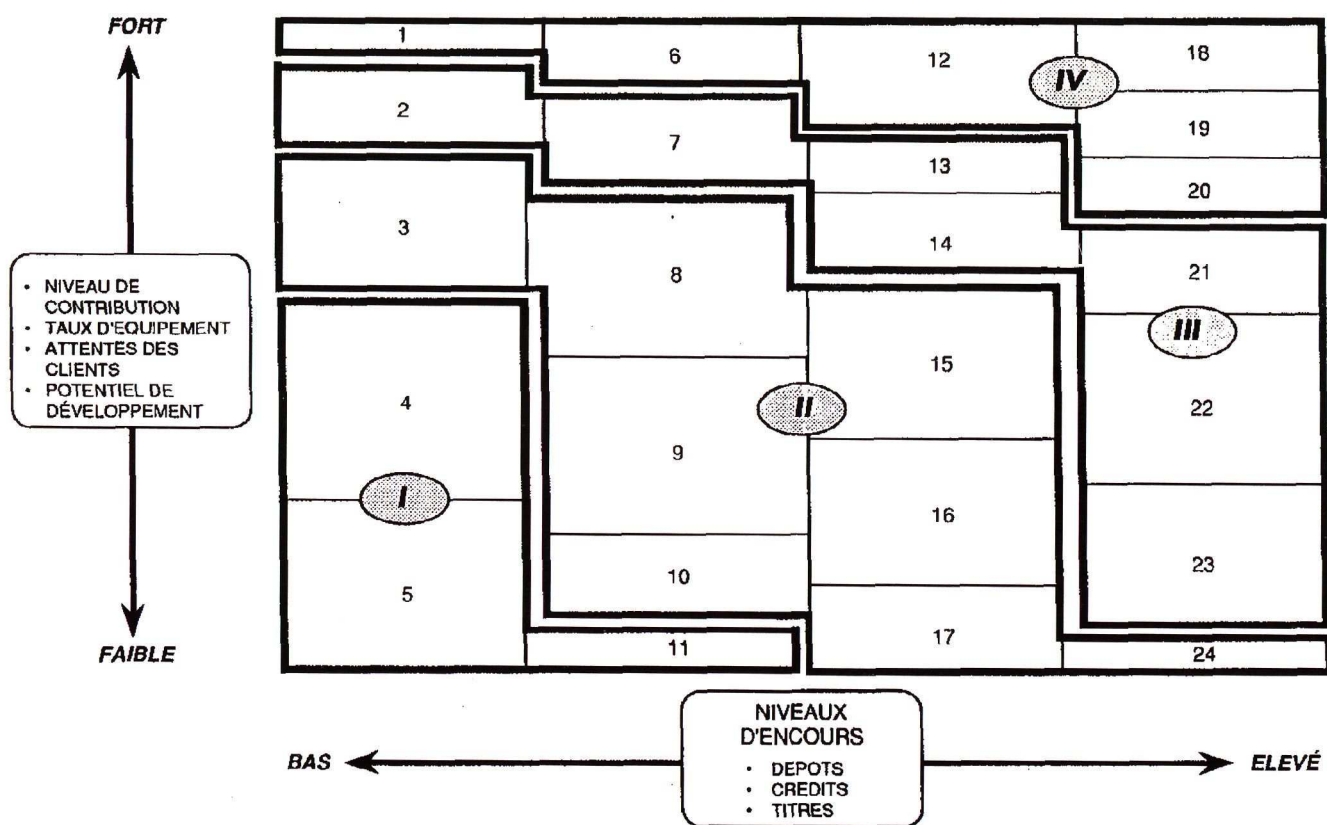 FORT
1
6
12
18
IV
2
7
13
19
20
3
8
14
21
III
• NIVEAU DE
CONTRIBUTION
• TAUX D'EQUIPEMENT
• ATTENTES DES
CLIENTS
• POTENTIEL DE
DÉVELOPPEMENT
4
9
II
15
22
I
5
10
16
23
11
17
24
FAIBLE
NIVEAUX
D'ENCOURS
• DEPOTS
• CREDITS
• TITRES
BAS
ELEVÉ